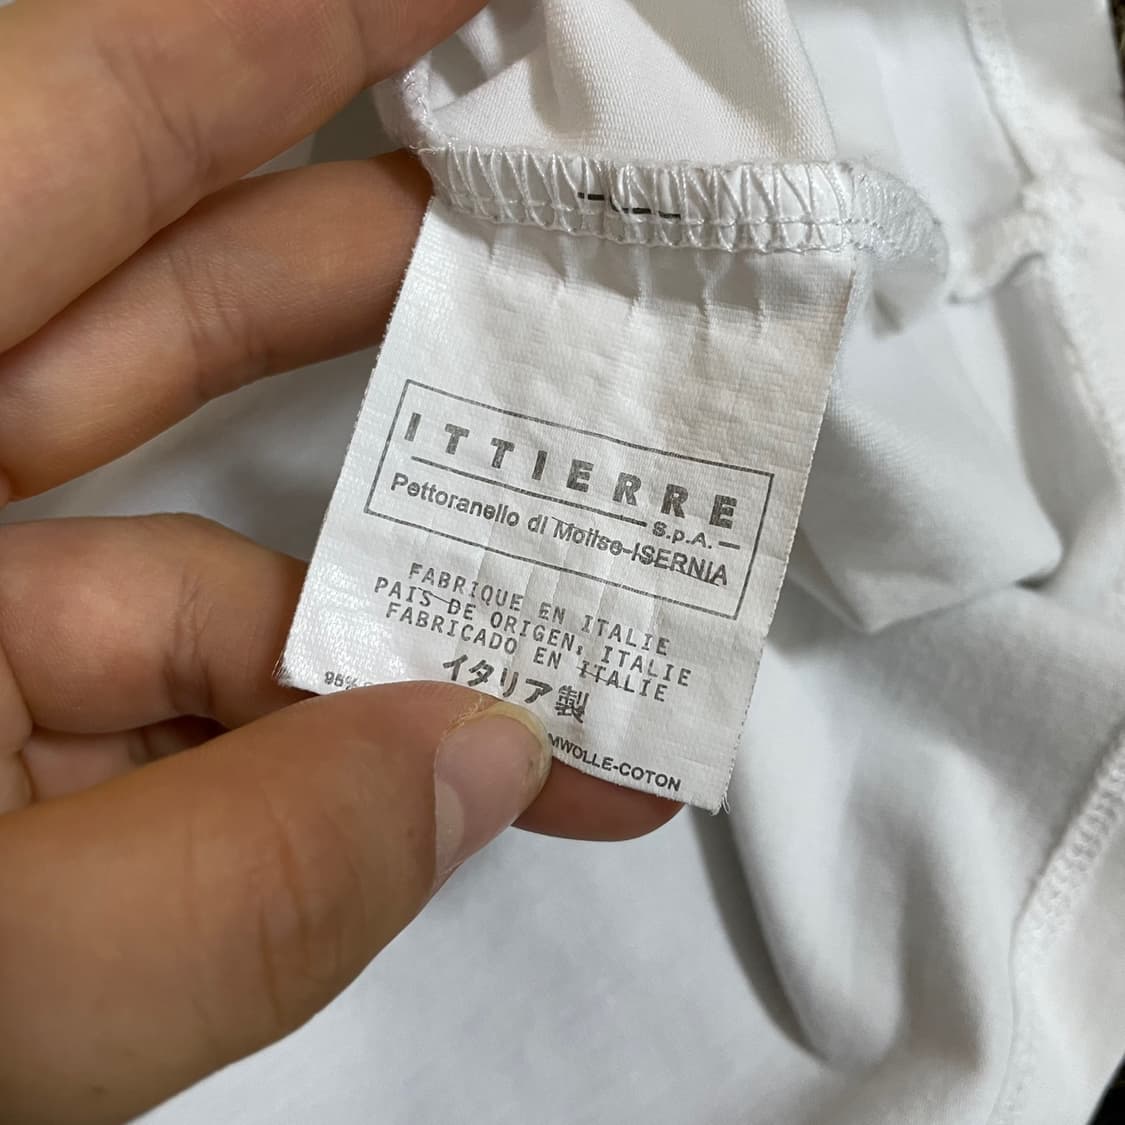 ITTIERRE
S.p.A.
Pettoranello di Molise-ISERNIA
FABRIQUE EN ITALIE
PAIS DE ORIGEN, ITALIE
FABRICADO EN ITALIE
イタリア製
95%
MWOLLE-COTON